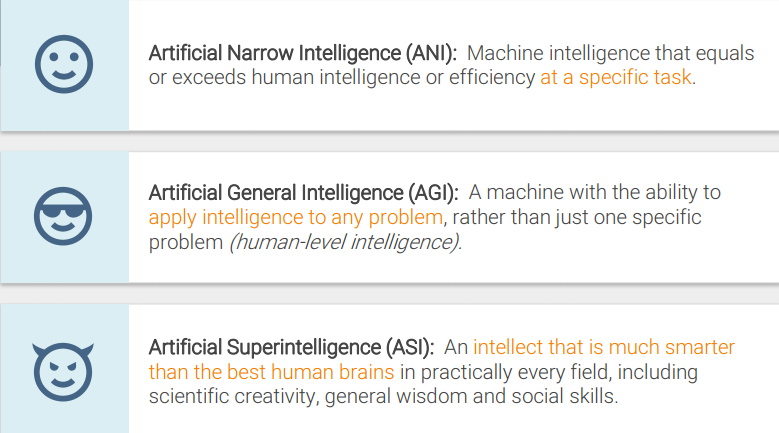 Artificial Narrow Intelligence (ANI): Machine intelligence that equals
or exceeds human intelligence or efficiency at a specific task.
Artificial General Intelligence (AGI): A machine with the ability to
apply intelligence to any problem, rather than just one specific
problem (human-level intelligence).
Artificial Superintelligence (ASI): An intellect that is much smarter
than the best human brains in practically every field, including
scientific creativity, general wisdom and social skills.